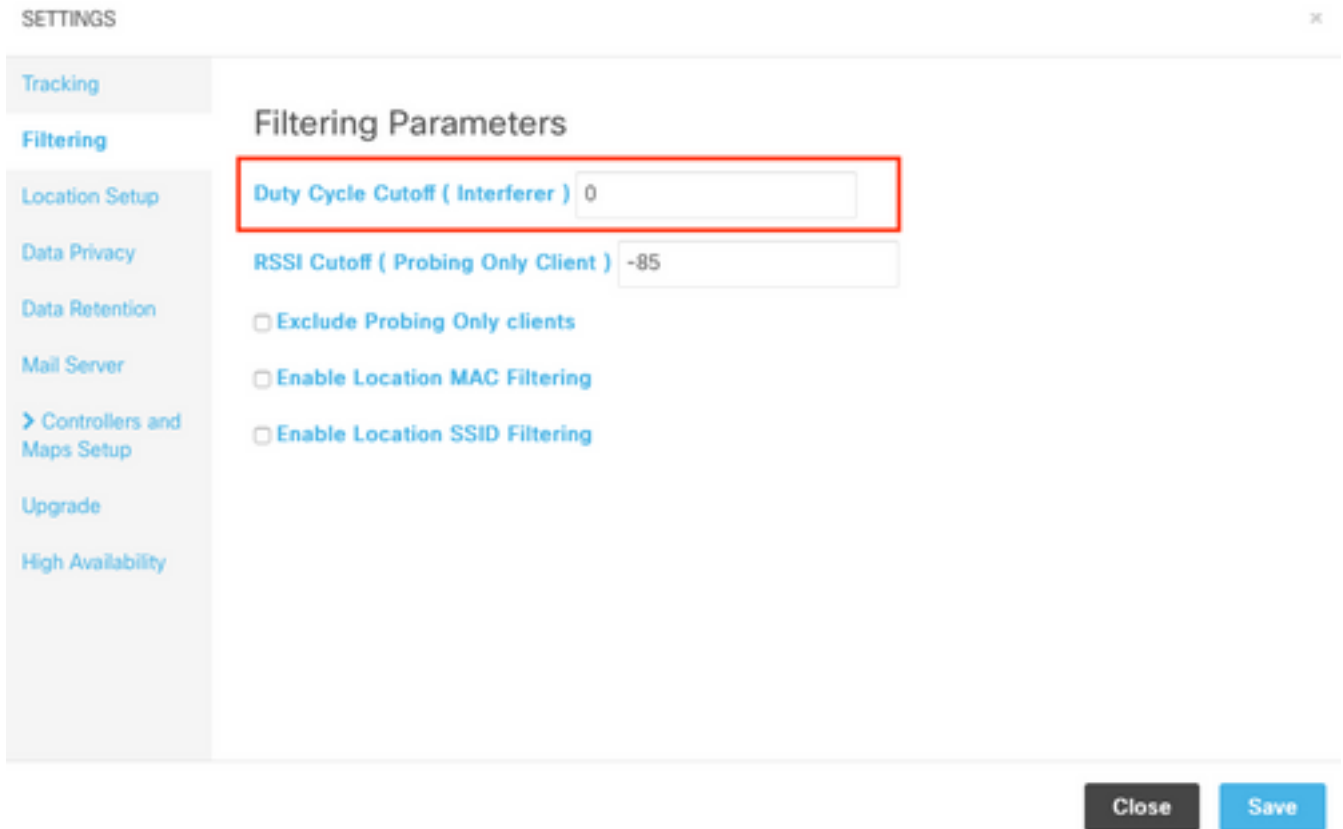 SETTINGS
×
Tracking
Filtering
Location Setup
Data Privacy
Data Retention
Mail Server
> Controllers and
Maps Setup
Upgrade
High Availability
Filtering Parameters
Duty Cycle Cutoff ( Interferer ) 0
RSSI Cutoff ( Probing Only Client ) -85
Exclude Probing Only clients
Enable Location MAC Filtering
Enable Location SSID Filtering
Close
Save